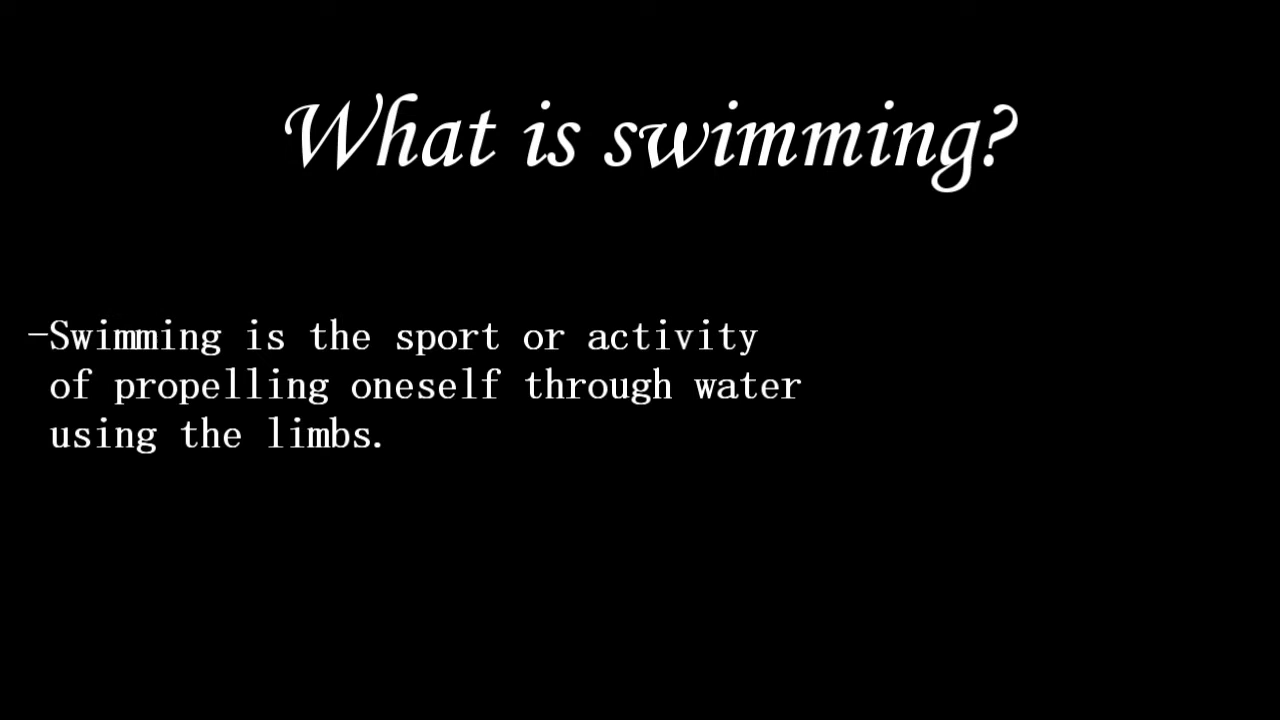 What is swimming?
-Swimming is the sport or activity
of propelling oneself through water
using the limbs.